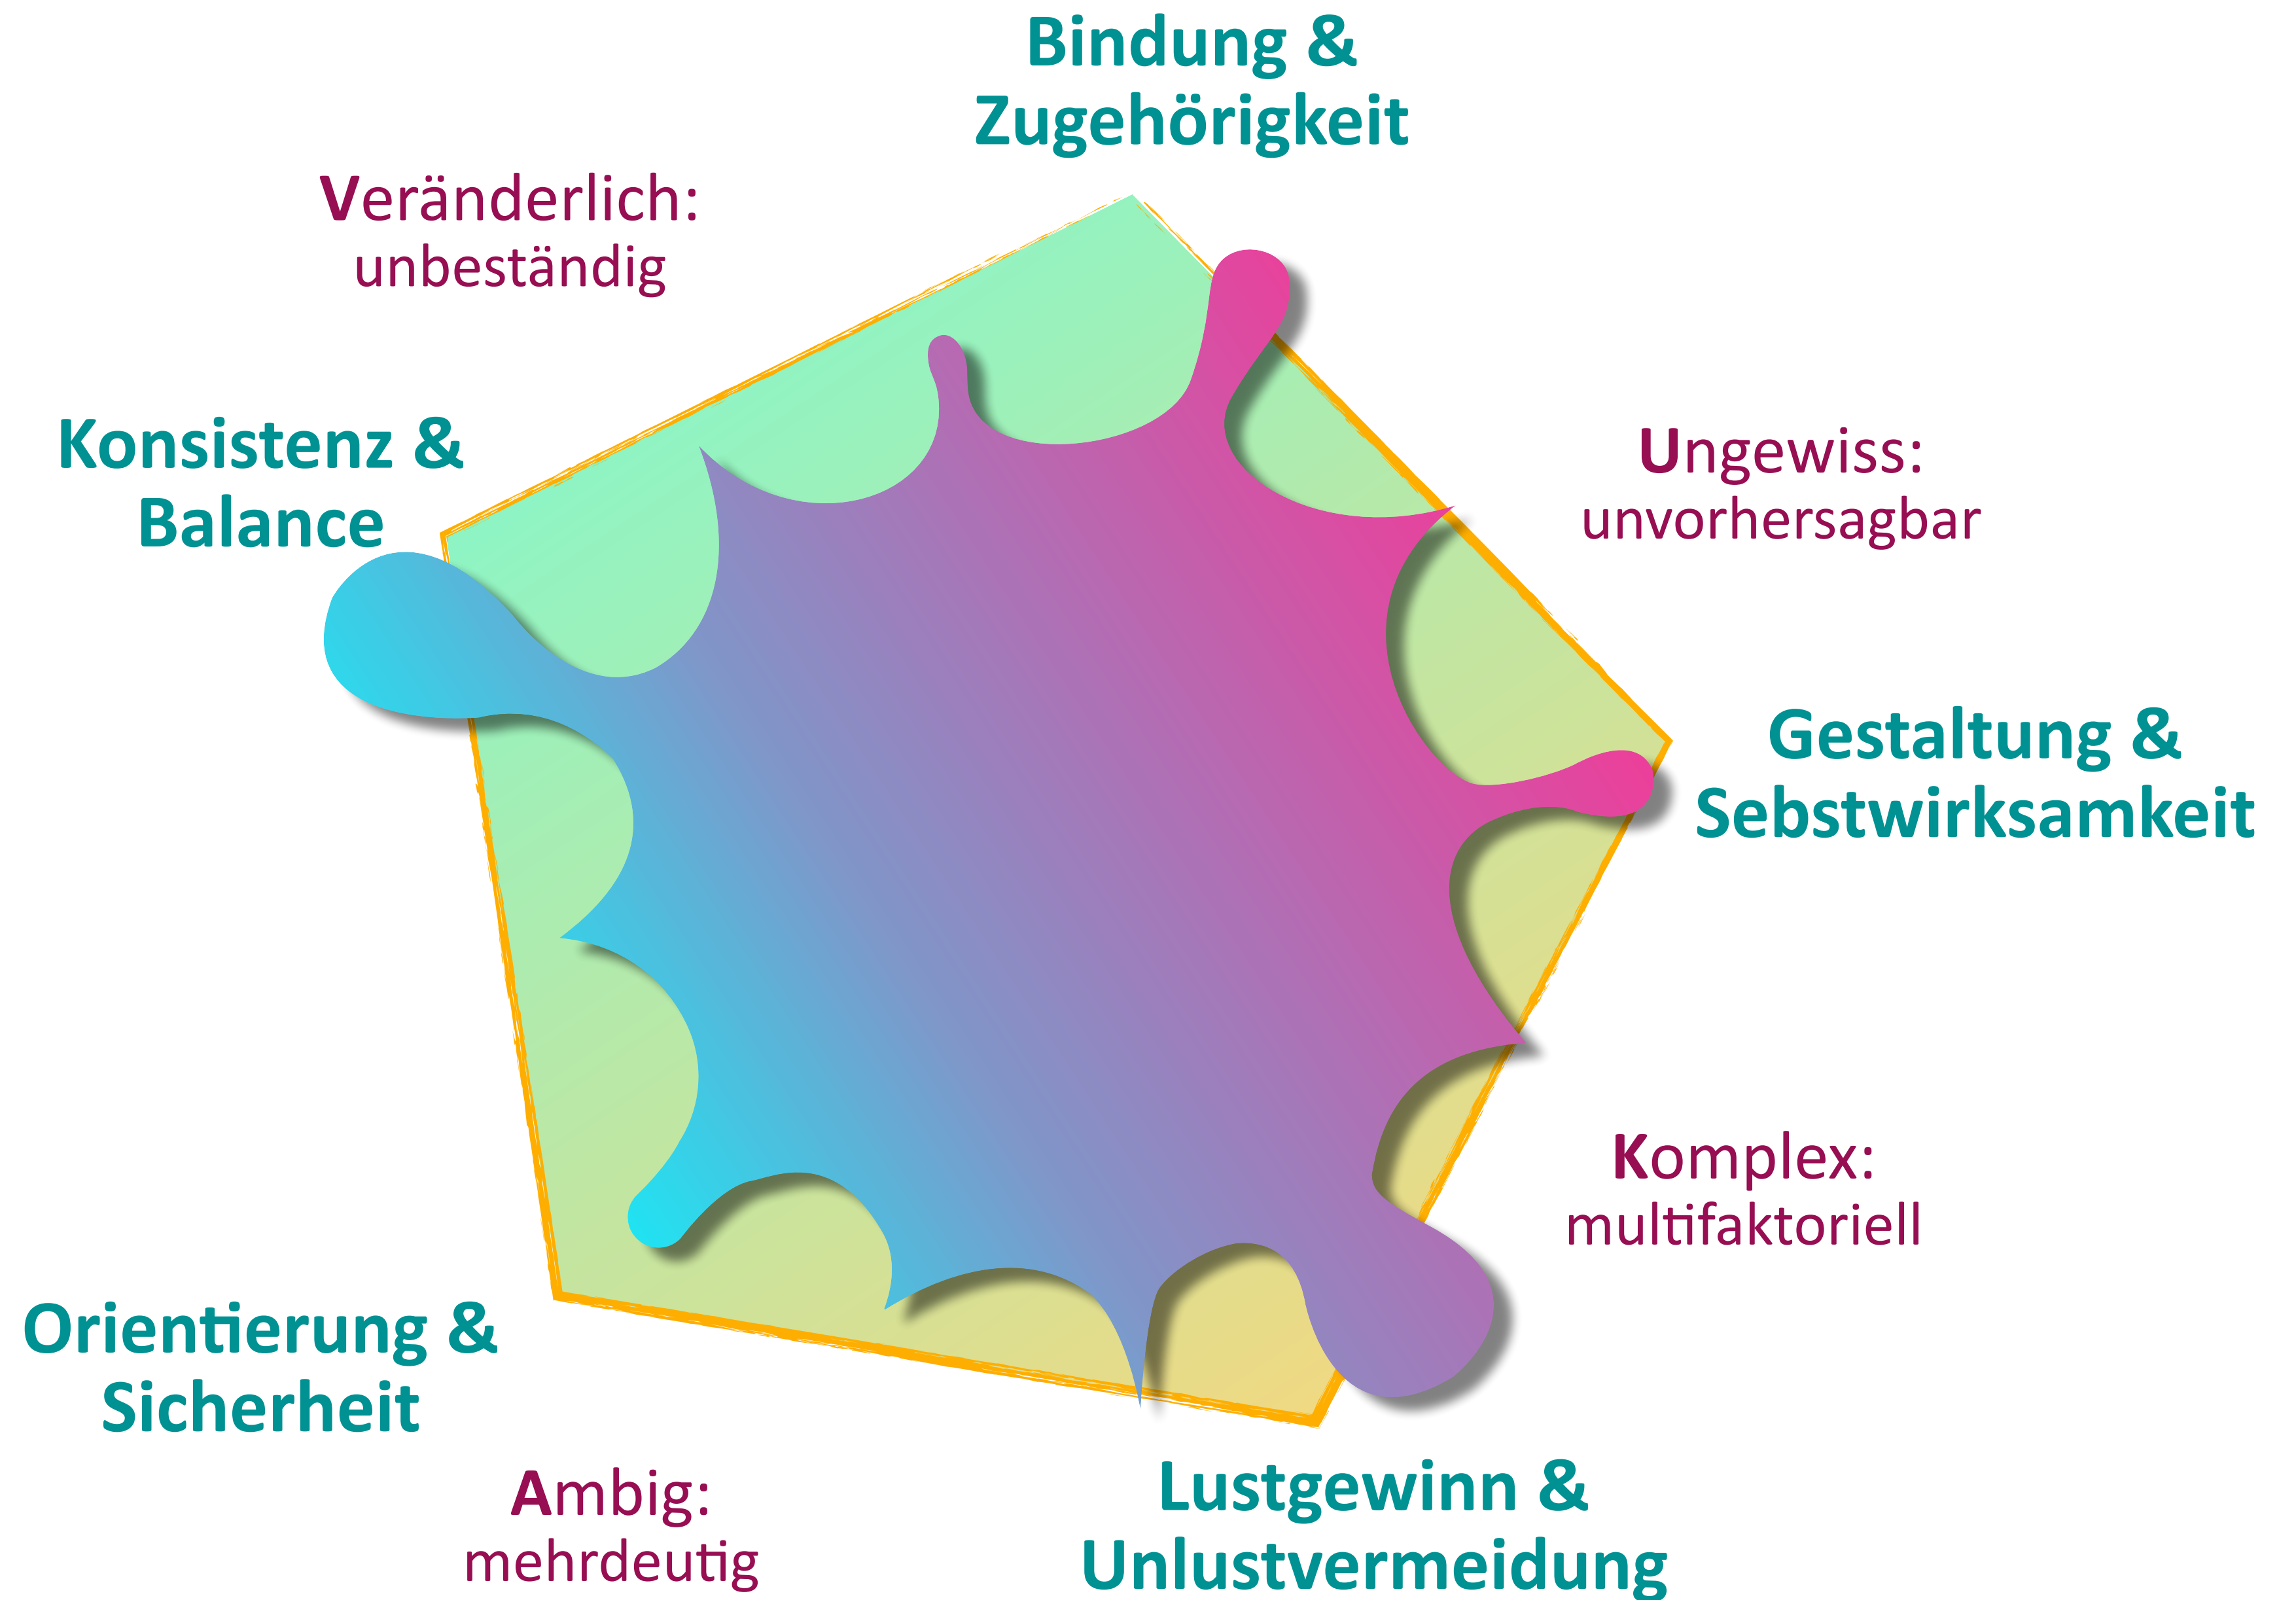 Bindung &
Zugehörigkeit
Veränderlich:
unbeständig
Konsistenz &
Balance
Ungewiss:
unvorhersagbar
Gestaltung &
Sebstwirksamkeit
Komplex:
multifaktoriell
Orientierung &
Sicherheit
Ambig:
mehrdeutig
Lustgewinn &
Unlustvermeidung